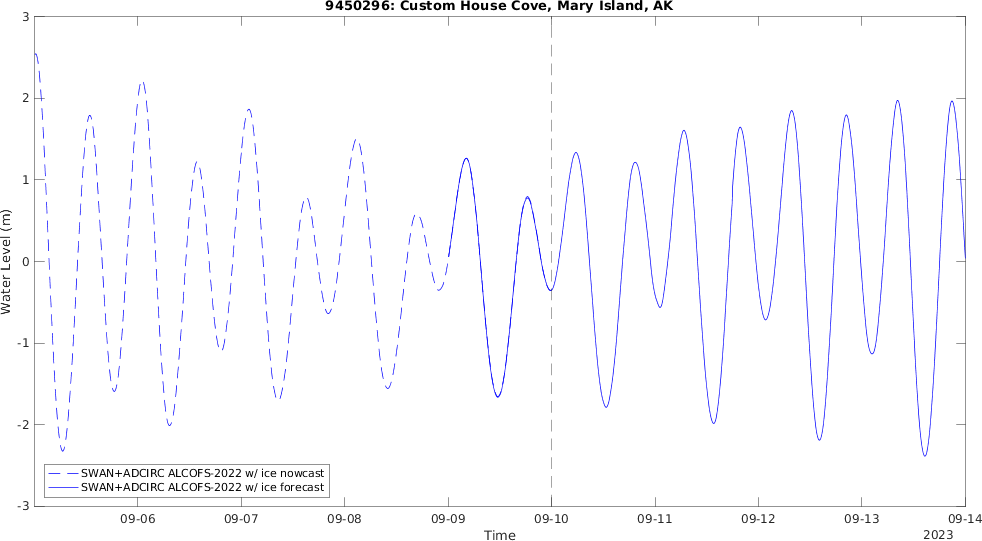 9450296: Custom House Cove, Mary Island, AK
3
2
1
0
-1
-2
-3
Water Level (m)
SWAN+ADCIRC ALCOFS-2022 w/ ice nowcast
SWAN+ADCIRC ALCOFS-2022 w/ ice forecast
09-06 09-07 09-08 09-09 09-10 09-11 09-12 09-13 09-14
Time
2023